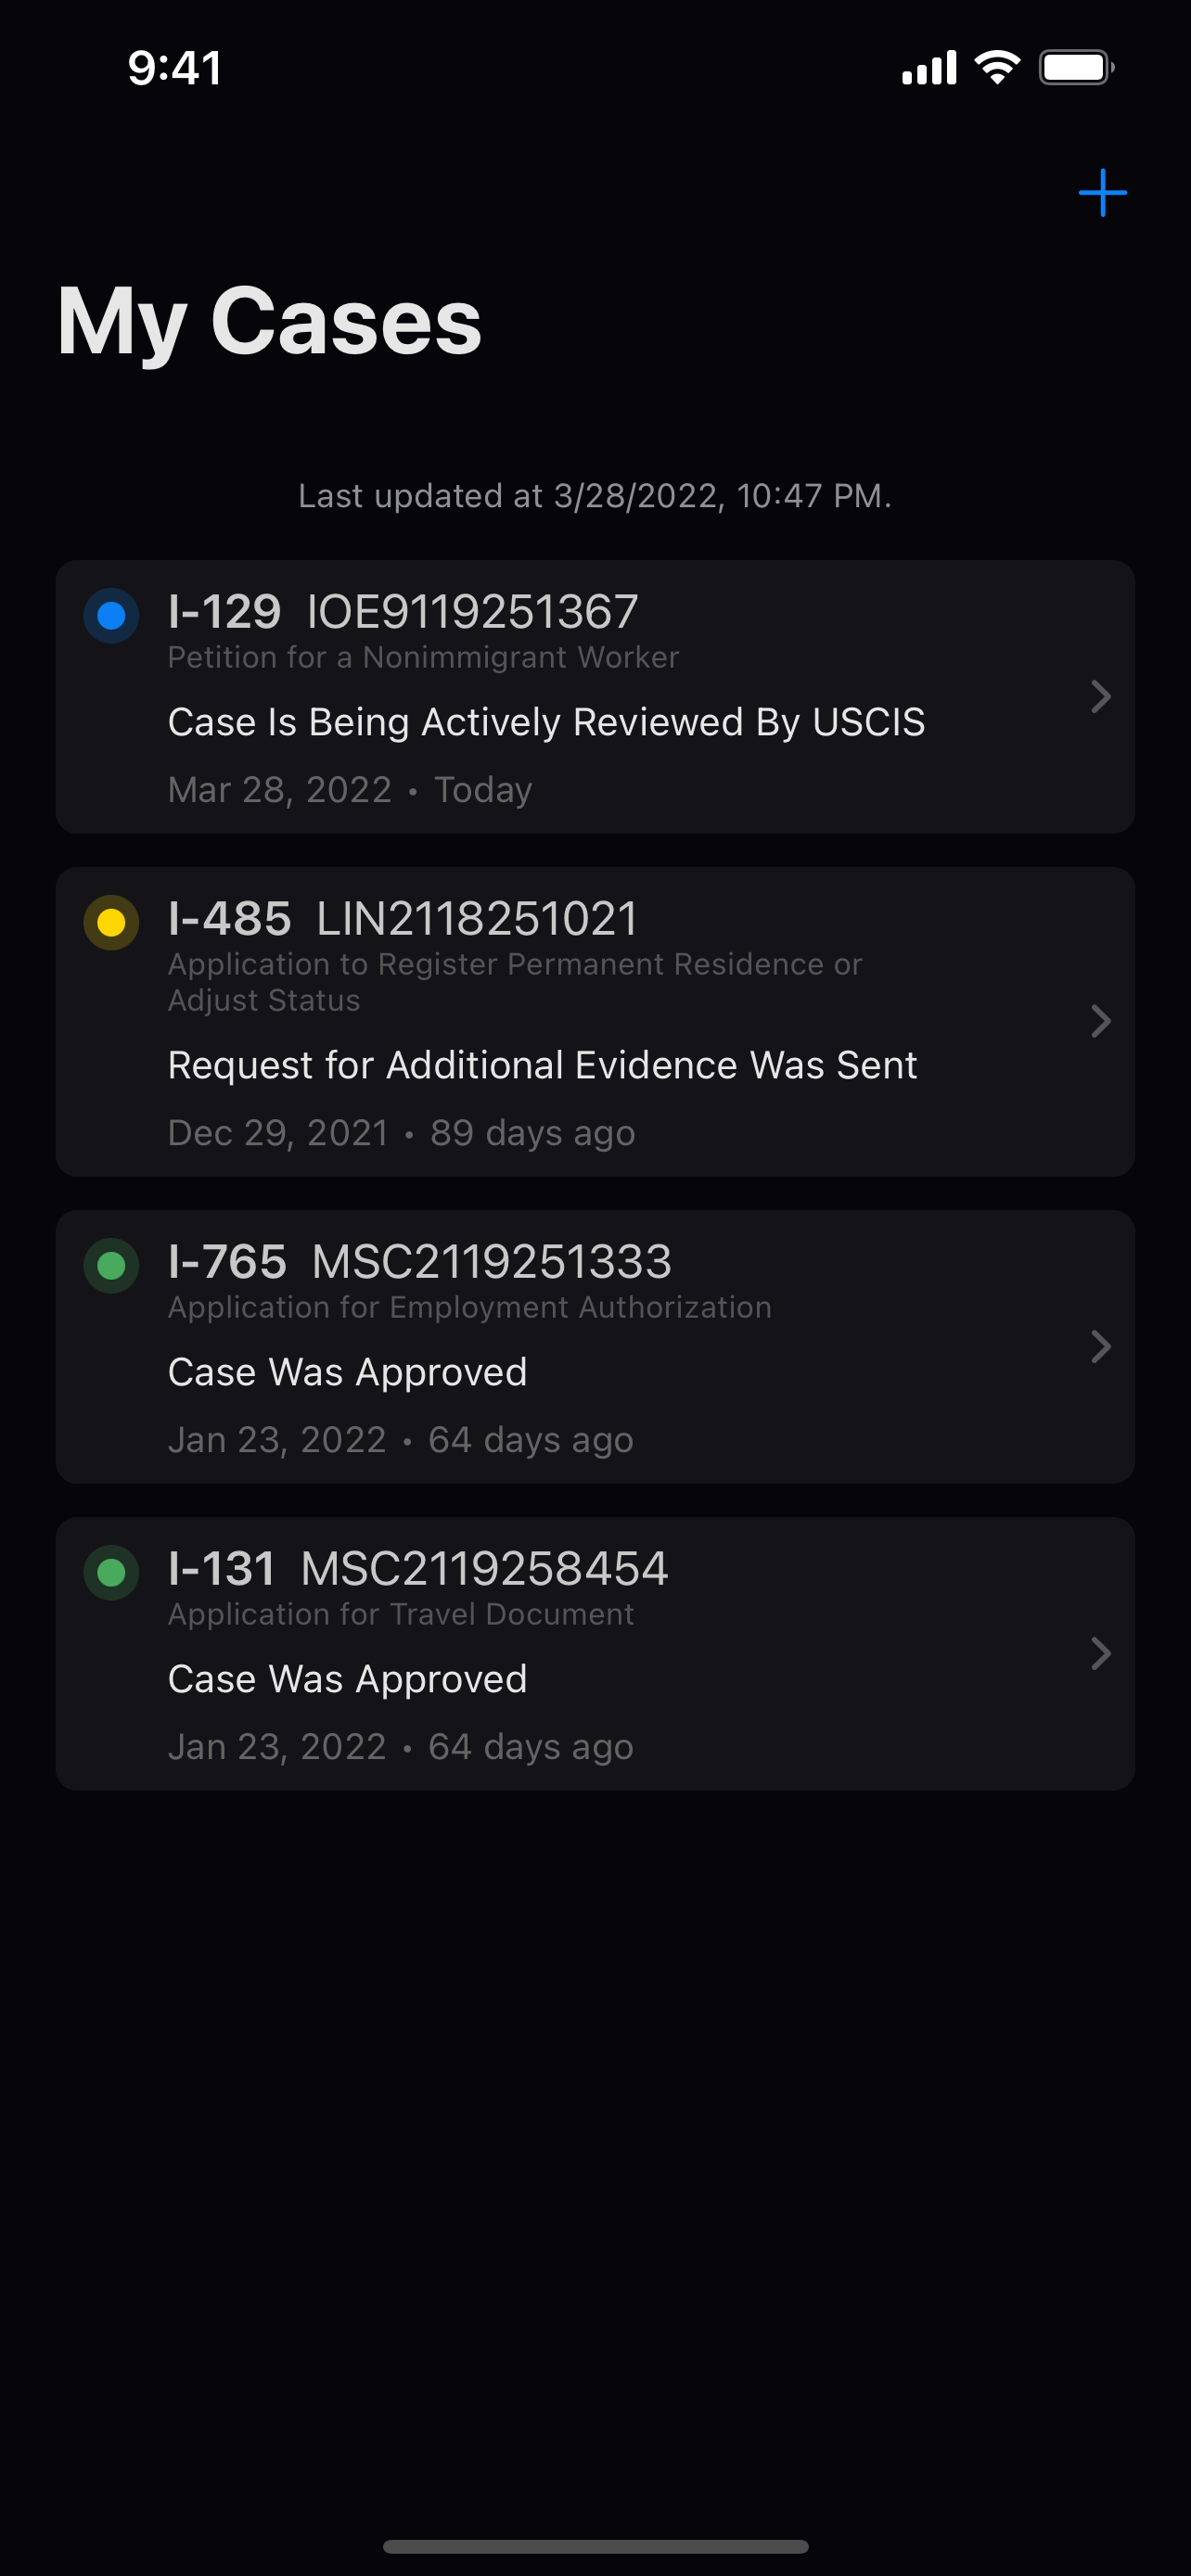 9:41
My Cases
Last updated at 3/28/2022, 10:47 PM.
I-129 IOE9119251367
Petition for a Nonimmigrant Worker
Case Is Being Actively Reviewed By USCIS
Mar 28, 2022 • Today
I-485 LIN2118251021
Application to Register Permanent Residence or
Adjust Status
Request for Additional Evidence Was Sent
Dec 29, 2021 • 89 days ago
I-765 MSC2119251333
Application for Employment Authorization
Case Was Approved
Jan 23, 2022 • 64 days ago
I-131 MSC2119258454
Application for Travel Document
Case Was Approved
Jan 23, 2022 • 64 days ago